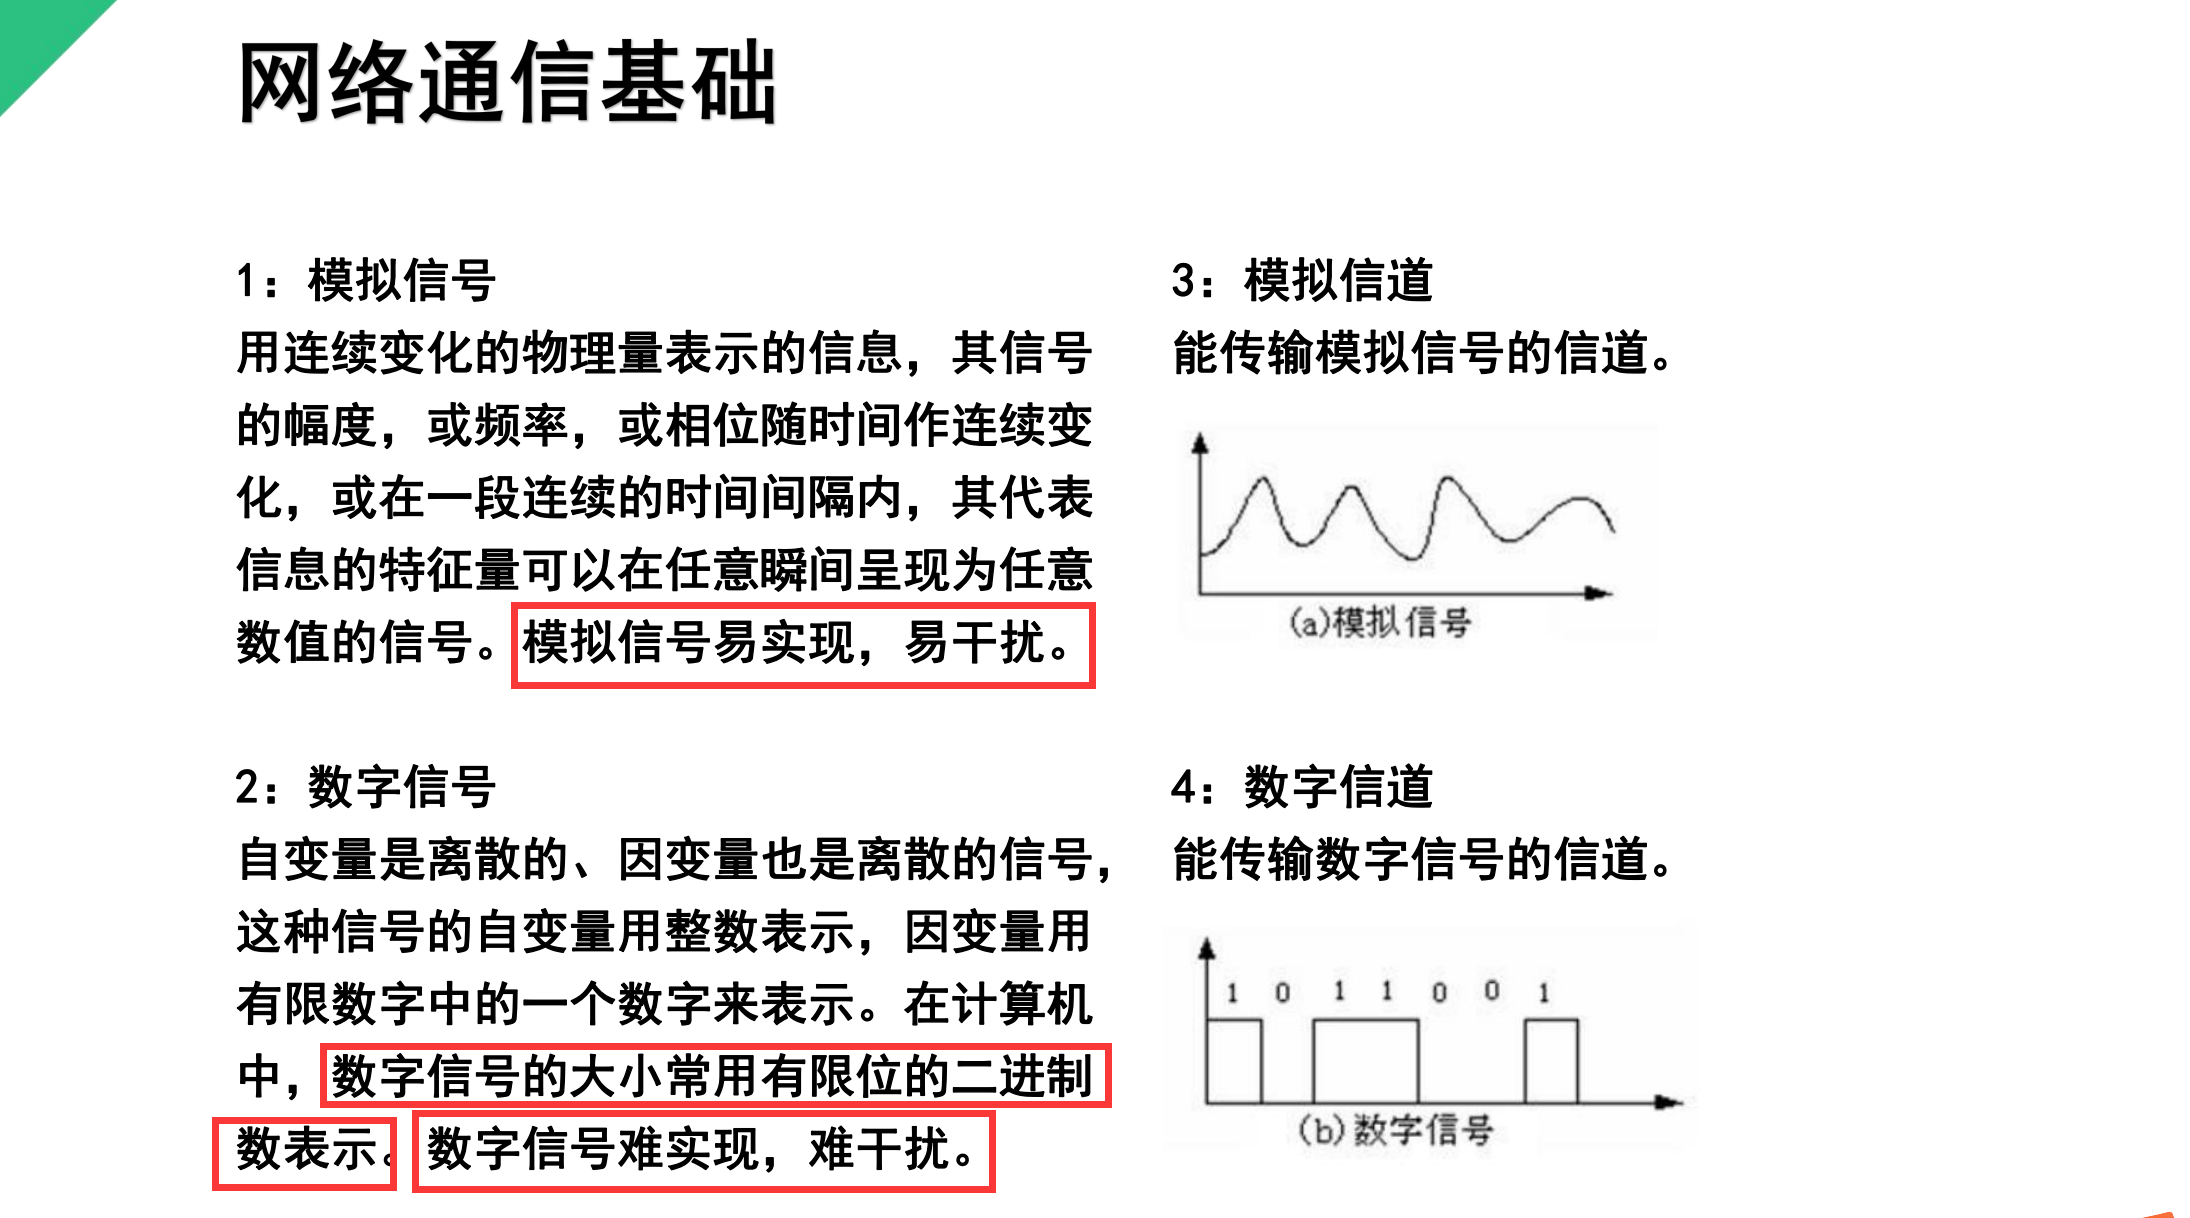 网络通信基础
1：模拟信号
用连续变化的物理量表示的信息，其信号
的幅度，或频率，或相位随时间作连续变
化，或在一段连续的时间间隔内，其代表
信息的特征量可以在任意瞬间呈现为任意
数值的信号。模拟信号易实现，易干扰。
2：数字信号
自变量是离散的、因变量也是离散的信号，
这种信号的自变量用整数表示，因变量用
有限数字中的一个数字来表示。在计算机
中，数字信号的大小常用有限位的二进制
数表示。数字信号难实现，难干扰。
3：模拟信道
能传输模拟信号的信道。
(a)模拟信号
4：数字信道
能传输数字信号的信道。
1 0 1 1 0 0 1
(b)数字信号